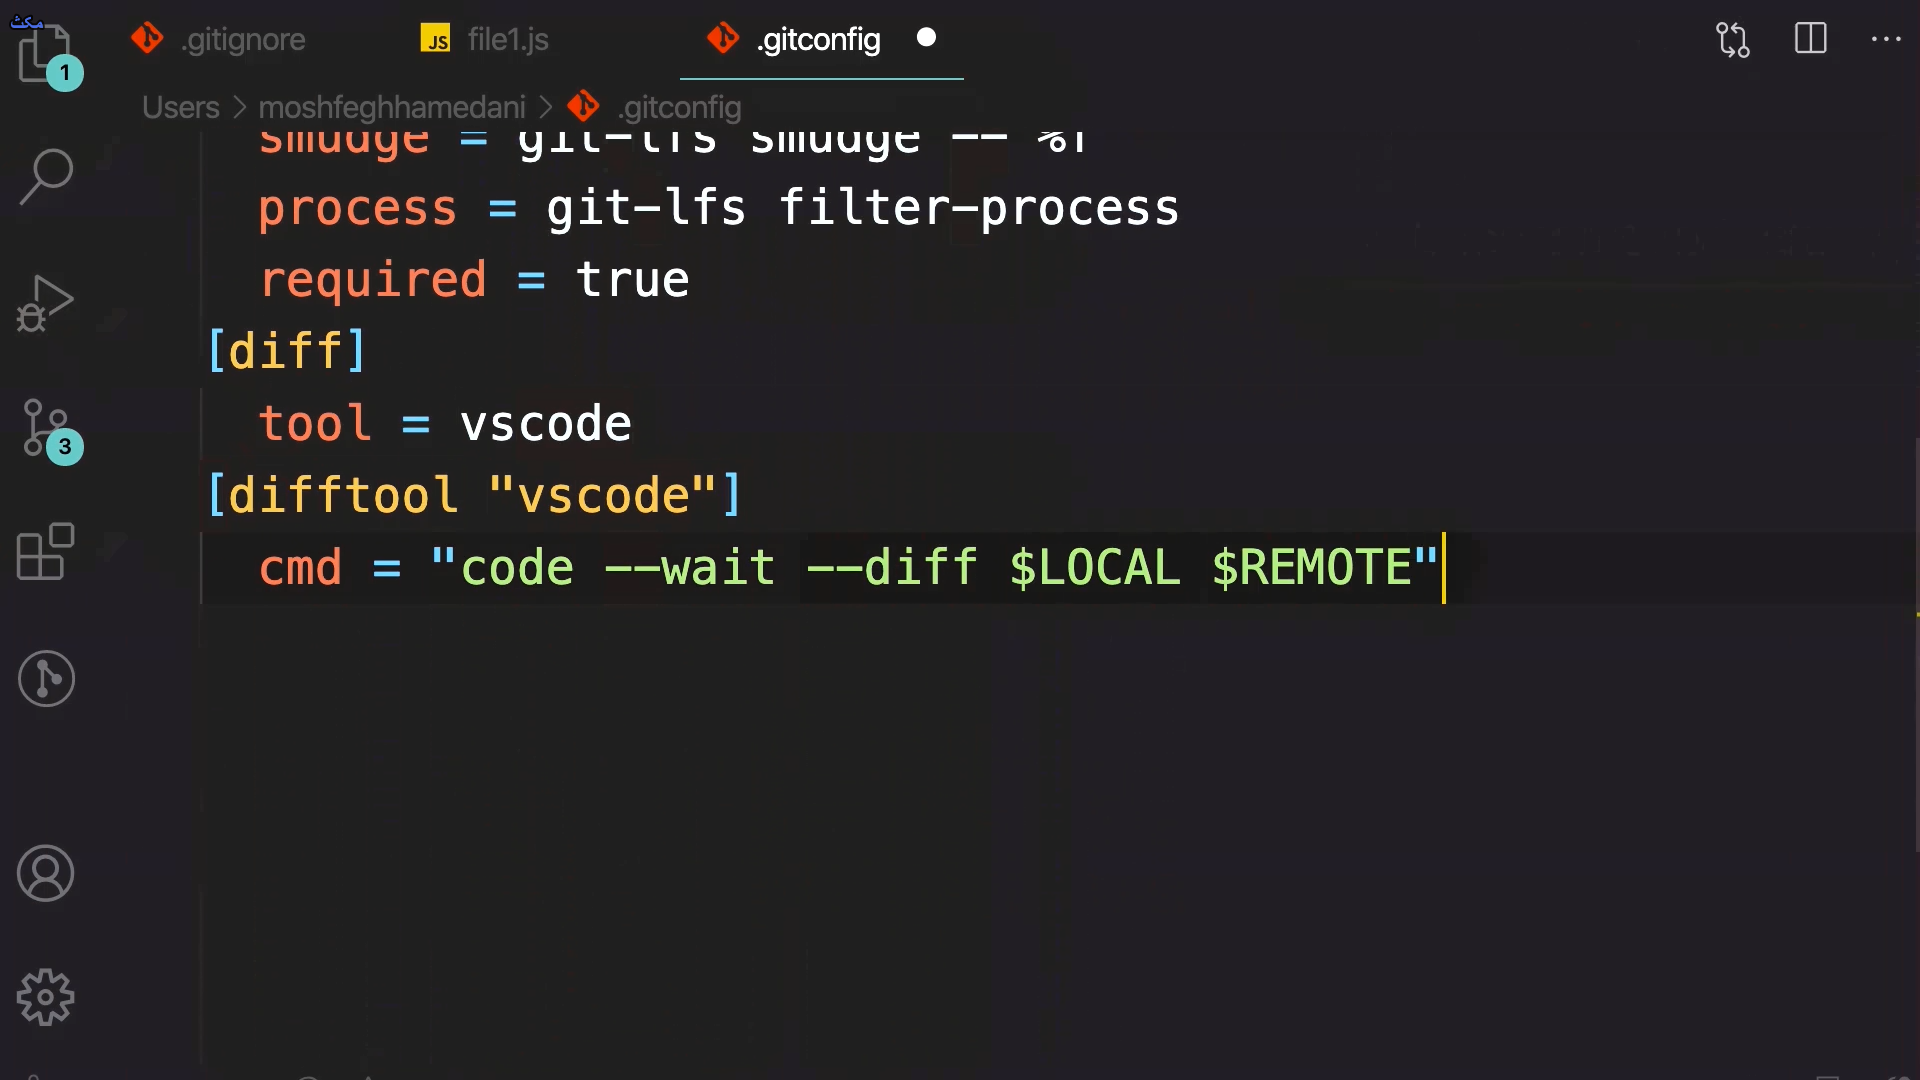 مكث
.gitignore
JS file1.js
.gitconfig
1
Users > moshfeghhamedani > .gitconfig
smudge = git-lfs smudge -- %f
process = git-lfs filter-process
required = true
[diff]
tool = vscode
3
[difftool "vscode"]
cmd = "code --wait --diff $LOCAL $REMOTE"